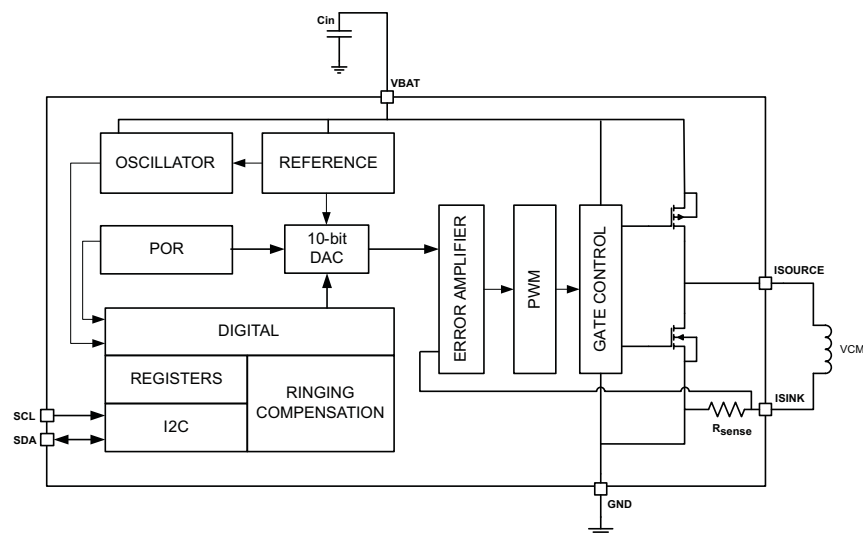 Cin
VBAT
OSCILLATOR
REFERENCE
POR
10-bit
DAC
ERROR AMPLIFIER
PWM
GATE CONTROL
ISOURCE
VCM
DIGITAL
REGISTERS
RINGING
COMPENSATION
I2C
SCL
SDA
ISINK
Rsense
GND